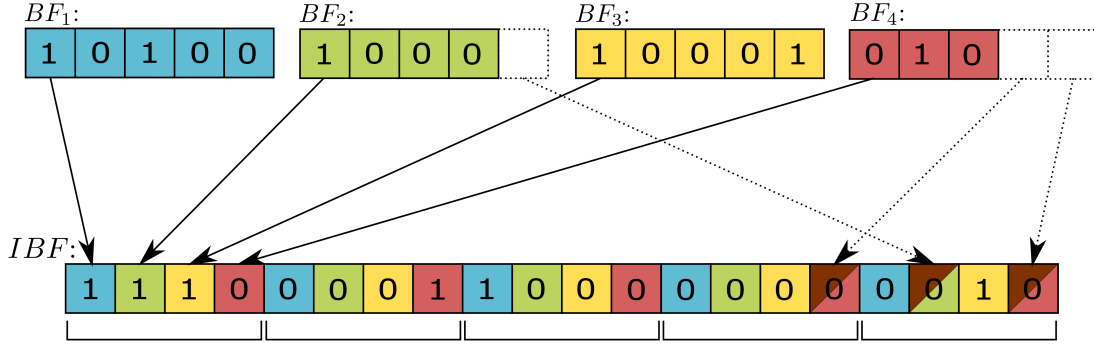 BF₁: BF₂: BF₃: BF₄:
1 0 1 0 0 1 0 0 0 1 0 0 0 1 0 1 0
IBF:
1 1 1 0 0 0 0 1 1 0 0 0 0 0 0 0 0 0 1 0